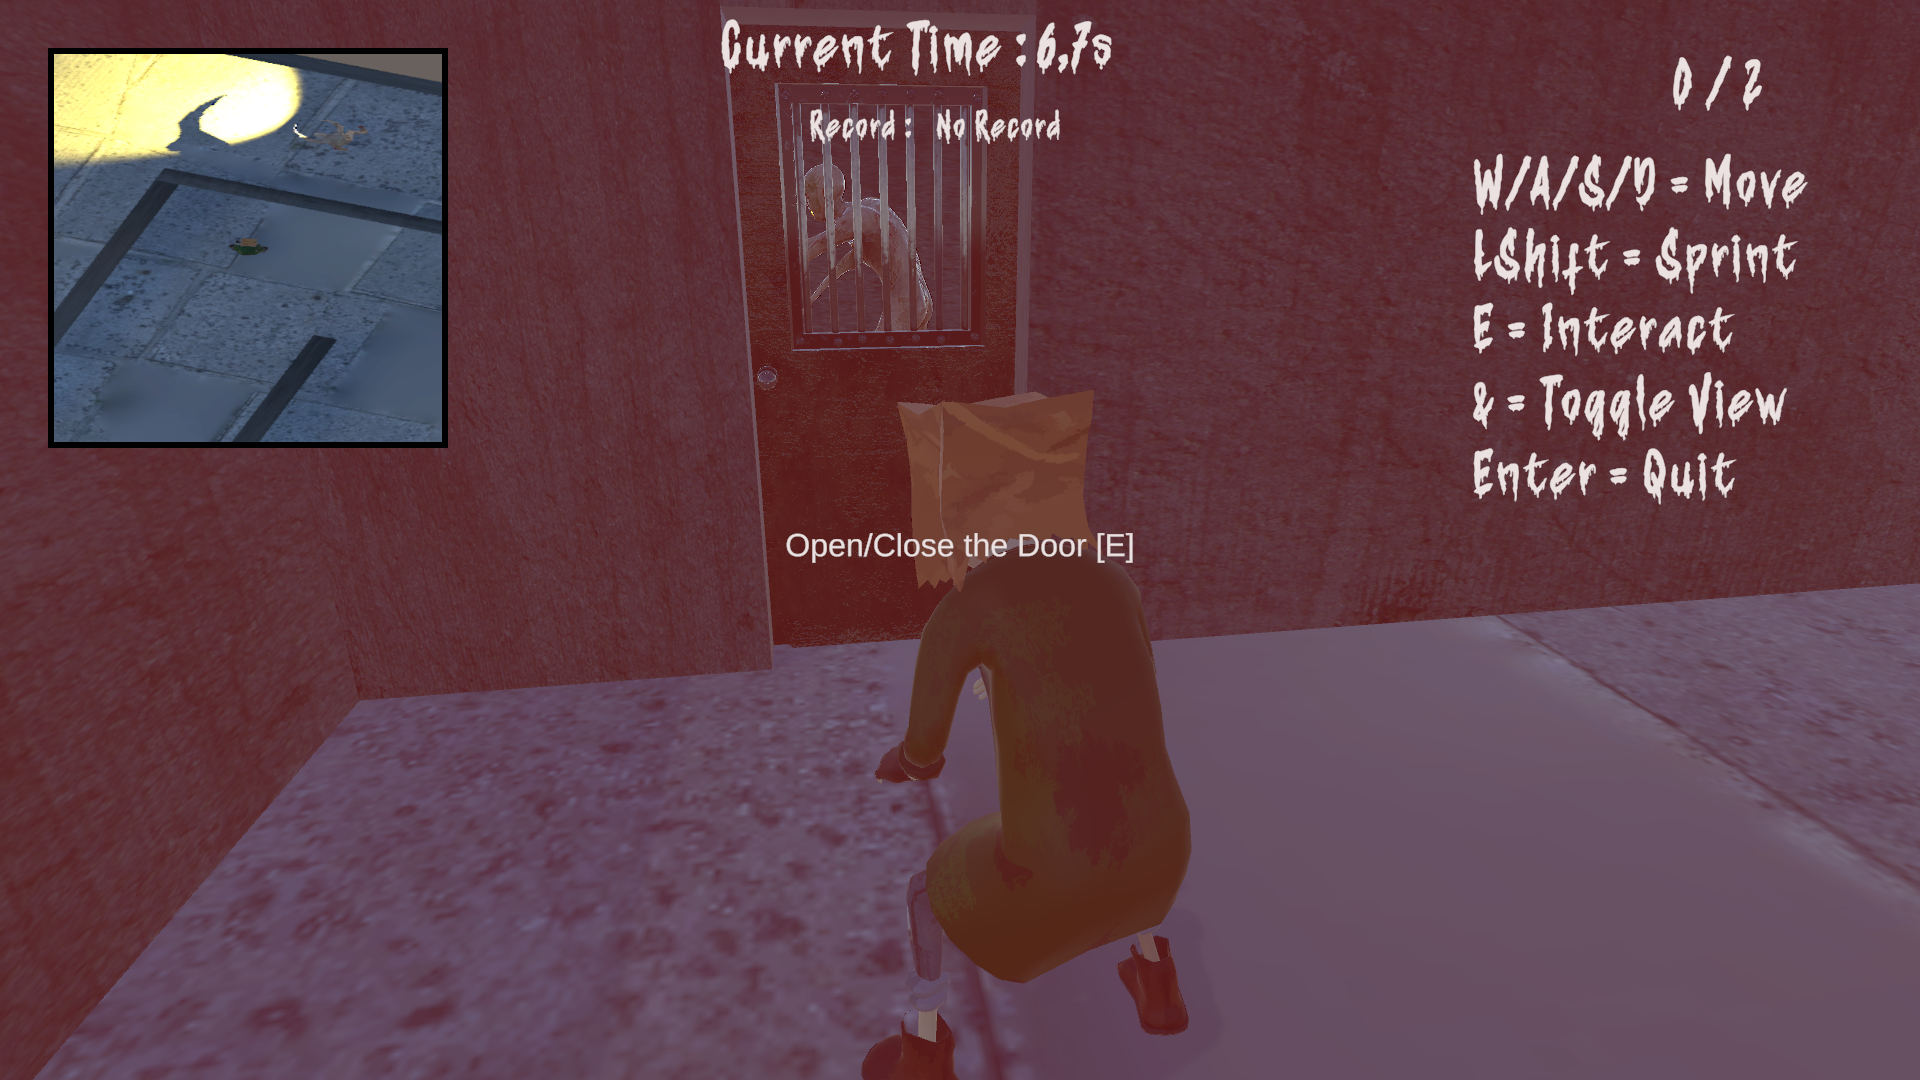 Current Time : 6,7s
Record : No Record
0 / 2
W/A/S/D = Move
LShift = Sprint
E = Interact
& = Toggle View
Enter = Quit
Open/Close the Door [E]